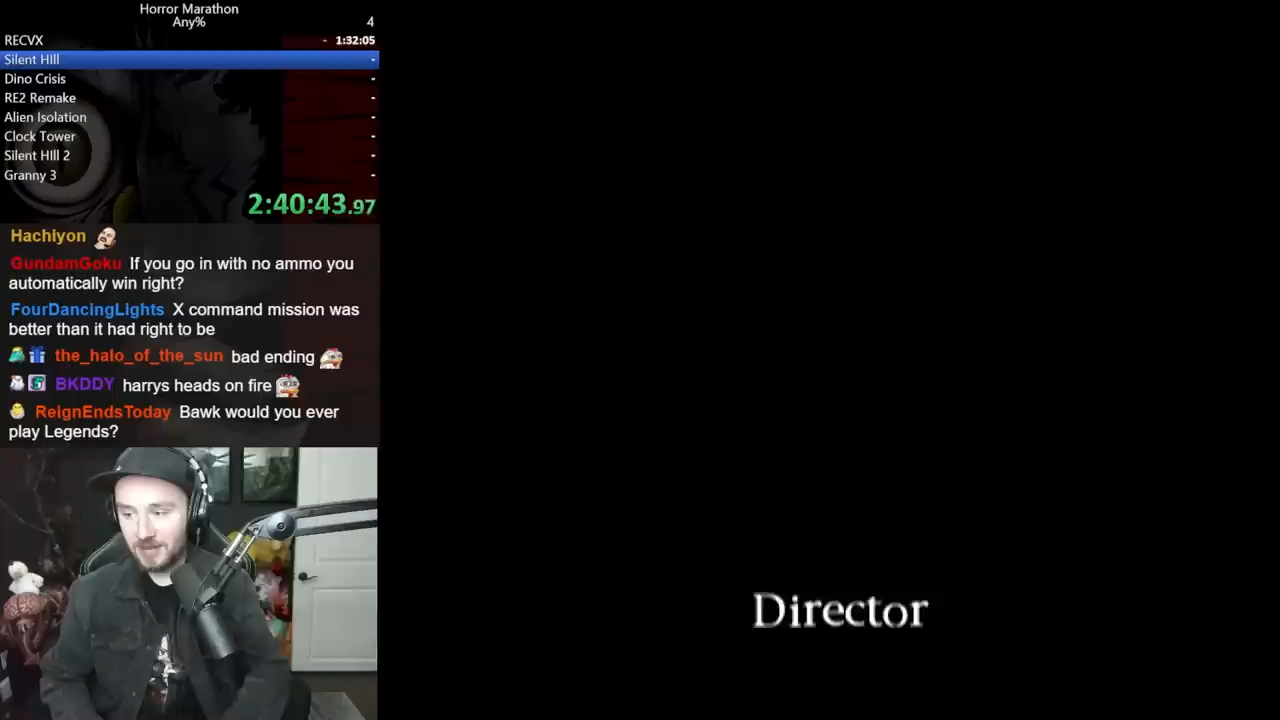 Horror Marathon
Any%
4
RECVX - 1:32:05
Silent HIll -
Dino Crisis -
RE2 Remake -
Alien Isolation -
Clock Tower -
Silent HIll 2 -
Granny 3 -
2:40:43.97
Hachiyon
GundamGoku If you go in with no ammo you
automatically win right?
FourDancingLights X command mission was
better than it had right to be
the_halo_of_the_sun bad ending
BKDDY harrys heads on fire
ReignEndsToday Bawk would you ever
play Legends?
Director